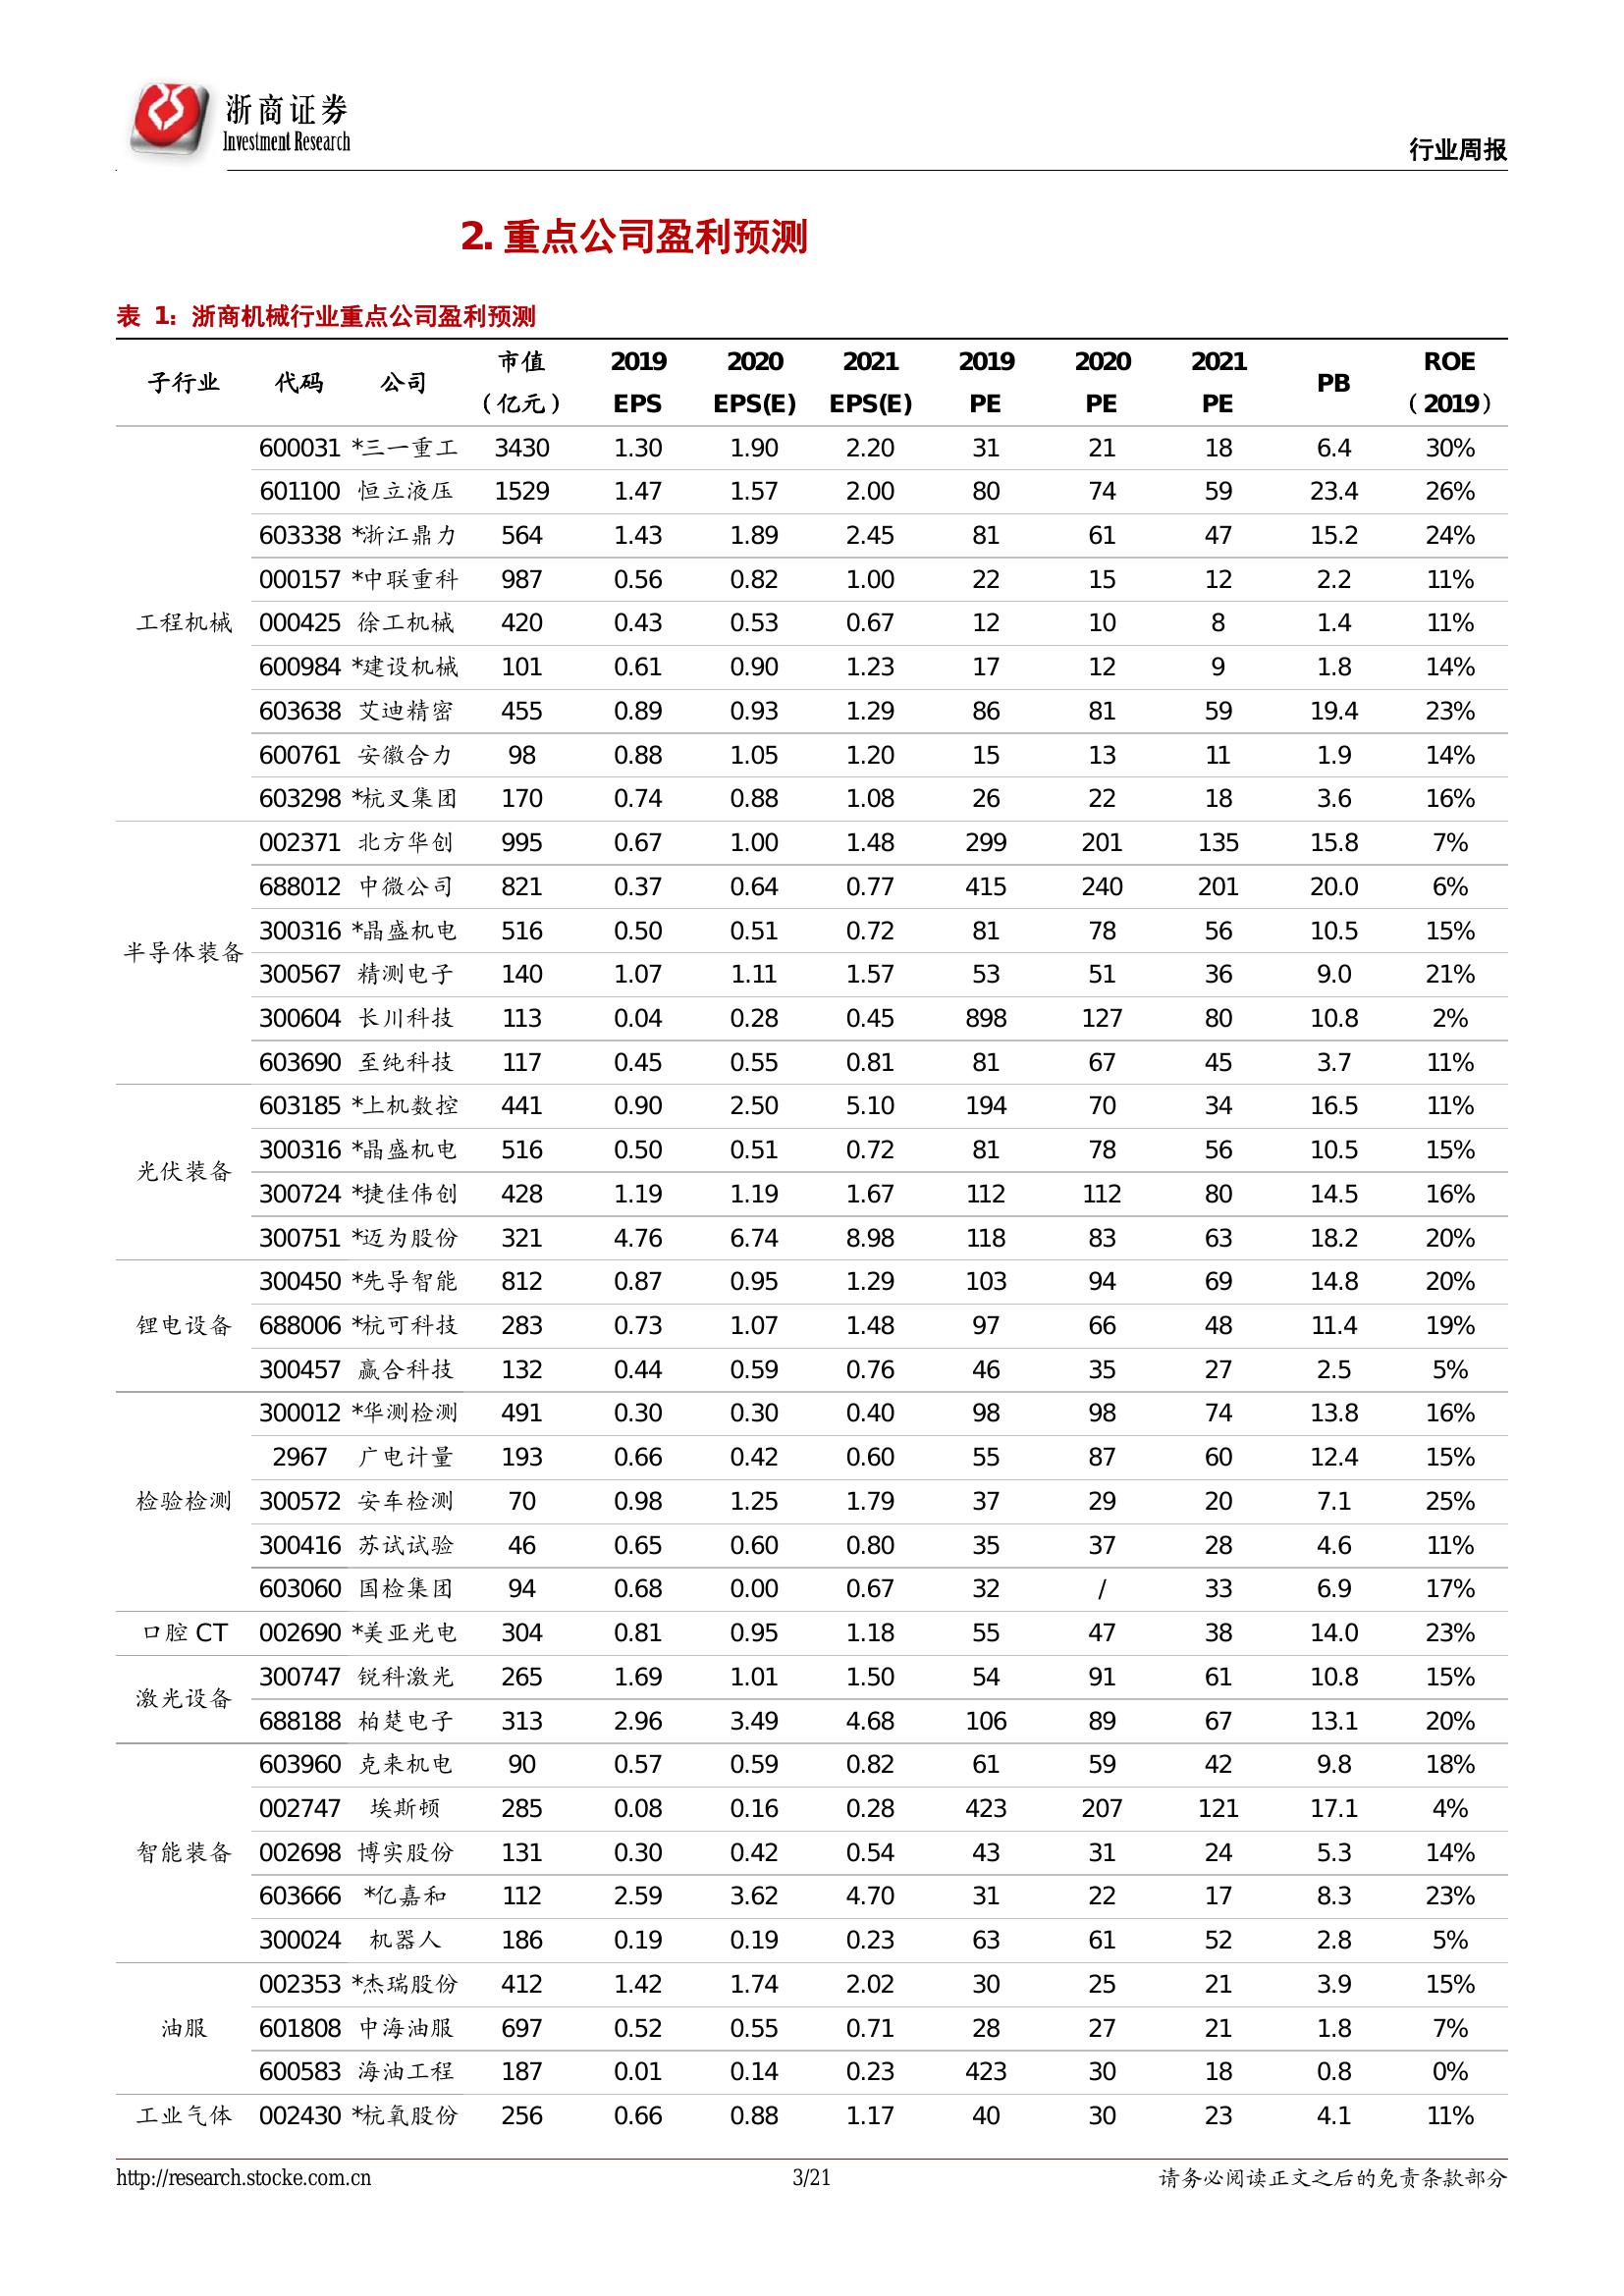 浙商证券
Investment Research
行业周报
2. 重点公司盈利预测
表 1：浙商机械行业重点公司盈利预测
子行业 代码 公司 市值（亿元） 2019 EPS 2020 EPS(E) 2021 EPS(E) 2019 PE 2020 PE 2021 PE PB ROE（2019）
工程机械
600031 *三一重工 3430 1.30 1.90 2.20 31 21 18 6.4 30%
601100 恒立液压 1529 1.47 1.57 2.00 80 74 59 23.4 26%
603338 *浙江鼎力 564 1.43 1.89 2.45 81 61 47 15.2 24%
000157 *中联重科 987 0.56 0.82 1.00 22 15 12 2.2 11%
000425 徐工机械 420 0.43 0.53 0.67 12 10 8 1.4 11%
600984 *建设机械 101 0.61 0.90 1.23 17 12 9 1.8 14%
603638 艾迪精密 455 0.89 0.93 1.29 86 81 59 19.4 23%
600761 安徽合力 98 0.88 1.05 1.20 15 13 11 1.9 14%
603298 *杭叉集团 170 0.74 0.88 1.08 26 22 18 3.6 16%
半导体装备
002371 北方华创 995 0.67 1.00 1.48 299 201 135 15.8 7%
688012 中微公司 821 0.37 0.64 0.77 415 240 201 20.0 6%
300316 *晶盛机电 516 0.50 0.51 0.72 81 78 56 10.5 15%
300567 精测电子 140 1.07 1.11 1.57 53 51 36 9.0 21%
300604 长川科技 113 0.04 0.28 0.45 898 127 80 10.8 2%
603690 至纯科技 117 0.45 0.55 0.81 81 67 45 3.7 11%
光伏装备
603185 *上机数控 441 0.90 2.50 5.10 194 70 34 16.5 11%
300316 *晶盛机电 516 0.50 0.51 0.72 81 78 56 10.5 15%
300724 *捷佳伟创 428 1.19 1.19 1.67 112 112 80 14.5 16%
300751 *迈为股份 321 4.76 6.74 8.98 118 83 63 18.2 20%
锂电设备
300450 *先导智能 812 0.87 0.95 1.29 103 94 69 14.8 20%
688006 *杭可科技 283 0.73 1.07 1.48 97 66 48 11.4 19%
300457 赢合科技 132 0.44 0.59 0.76 46 35 27 2.5 5%
检验检测
300012 *华测检测 491 0.30 0.30 0.40 98 98 74 13.8 16%
2967 广电计量 193 0.66 0.42 0.60 55 87 60 12.4 15%
300572 安车检测 70 0.98 1.25 1.79 37 29 20 7.1 25%
300416 苏试试验 46 0.65 0.60 0.80 35 37 28 4.6 11%
603060 国检集团 94 0.68 0.00 0.67 32 / 33 6.9 17%
口腔 CT 002690 *美亚光电 304 0.81 0.95 1.18 55 47 38 14.0 23%
激光设备
300747 锐科激光 265 1.69 1.01 1.50 54 91 61 10.8 15%
688188 柏楚电子 313 2.96 3.49 4.68 106 89 67 13.1 20%
智能装备
603960 克来机电 90 0.57 0.59 0.82 61 59 42 9.8 18%
002747 埃斯顿 285 0.08 0.16 0.28 423 207 121 17.1 4%
002698 博实股份 131 0.30 0.42 0.54 43 31 24 5.3 14%
603666 *亿嘉和 112 2.59 3.62 4.70 31 22 17 8.3 23%
300024 机器人 186 0.19 0.19 0.23 63 61 52 2.8 5%
油服
002353 *杰瑞股份 412 1.42 1.74 2.02 30 25 21 3.9 15%
601808 中海油服 697 0.52 0.55 0.71 28 27 21 1.8 7%
600583 海油工程 187 0.01 0.14 0.23 423 30 18 0.8 0%
工业气体 002430 *杭氧股份 256 0.66 0.88 1.17 40 30 23 4.1 11%
http://research.stocke.com.cn 3/21 请务必阅读正文之后的免责条款部分